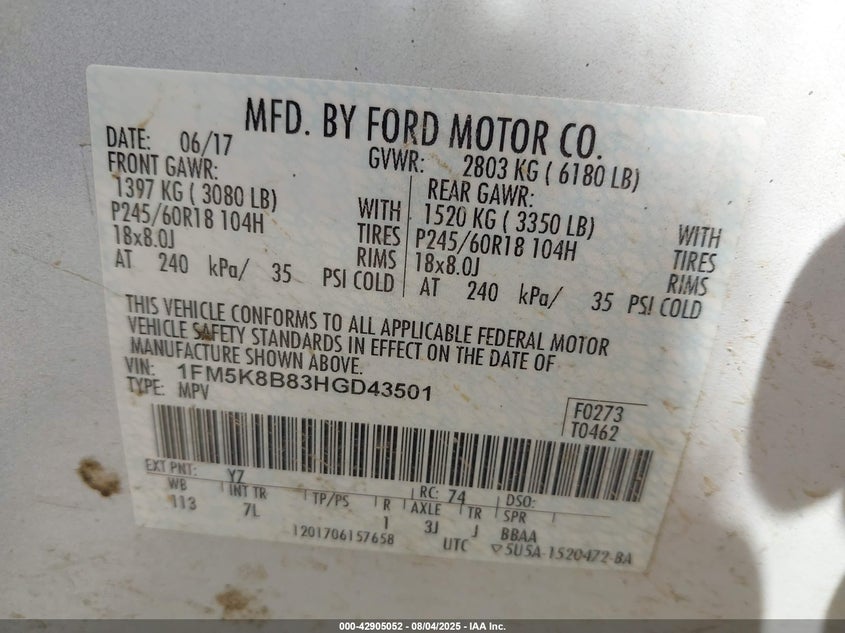 MFD. BY FORD MOTOR CO.
DATE: 06/17
GVWR: 2803 KG ( 6180 LB)
FRONT GAWR:
1397 KG ( 3080 LB)
P245/60R18 104H
18x8.0J
WITH
TIRES
RIMS
AT 240 kPa/ 35 PSI COLD
REAR GAWR:
1520 KG ( 3350 LB)
P245/60R18 104H
18x8.0J
WITH
TIRES
RIMS
AT 240 kPa/ 35 PSI COLD
THIS VEHICLE CONFORMS TO ALL APPLICABLE FEDERAL MOTOR
VEHICLE SAFETY STANDARDS IN EFFECT ON THE DATE OF
MANUFACTURE SHOWN ABOVE.
VIN: 1FM5K8B83HGD43501
TYPE: MPV
F0273
T0462
EXT PNT: Y7
RC: 74
DSO:
WB
INT TR
TP/PS
R
AXLE
TR
SPR
113
7L
1
3J
J
BBAA
1201706157658
UTC
▽5U5A-1520472-BA
000-42905052 - 08/04/2025 - IAA Inc.